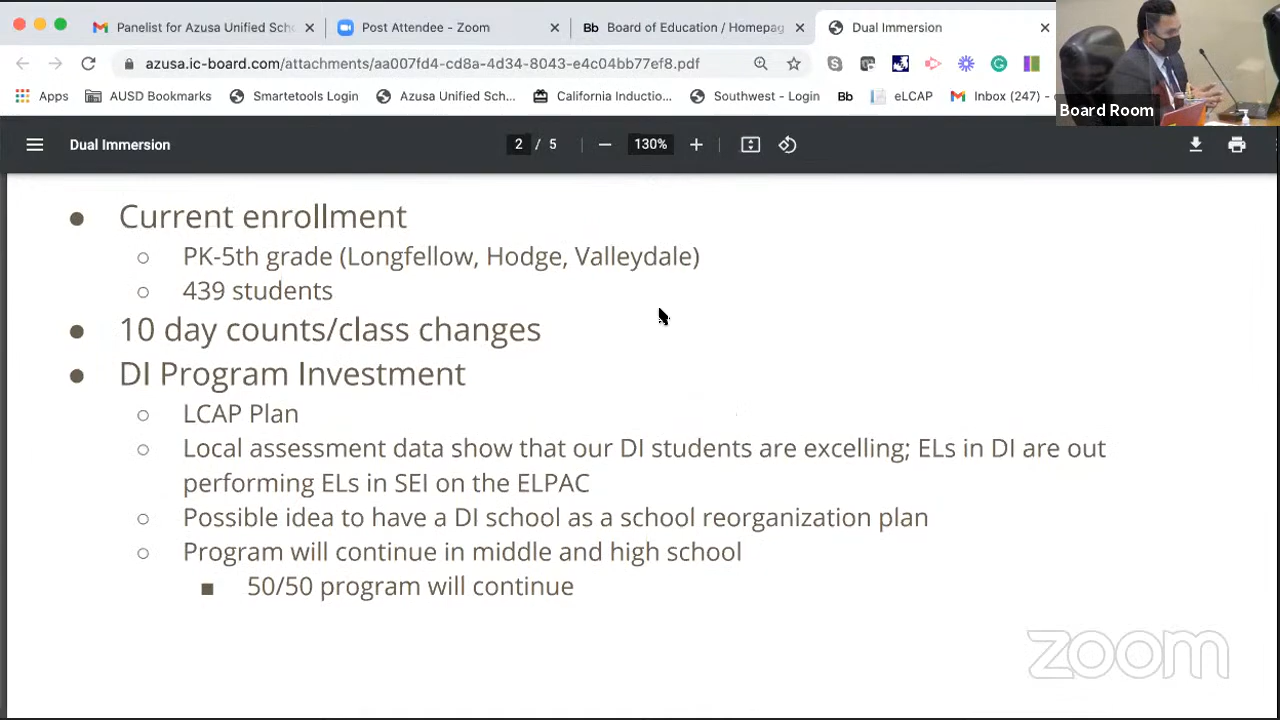 Panelist for Azusa Unified Scho
Post Attendee - Zoom
Bb Board of Education / Homepag
Dual Immersion
azusa.ic-board.com/attachments/aa007fd4-cd8a-4d34-8043-e4c04bb77ef8.pdf
Apps
AUSD Bookmarks
Smartetools Login
Azusa Unified Sch...
California Inductio...
Southwest - Login
Bb
eLCAP
Inbox (247) -
Board Room
Dual Immersion
2 / 5
130%
● Current enrollment
○ PK-5th grade (Longfellow, Hodge, Valleydale)
○ 439 students
● 10 day counts/class changes
● DI Program Investment
○ LCAP Plan
○ Local assessment data show that our DI students are excelling; ELs in DI are out
performing ELs in SEI on the ELPAC
○ Possible idea to have a DI school as a school reorganization plan
○ Program will continue in middle and high school
■ 50/50 program will continue
zoom